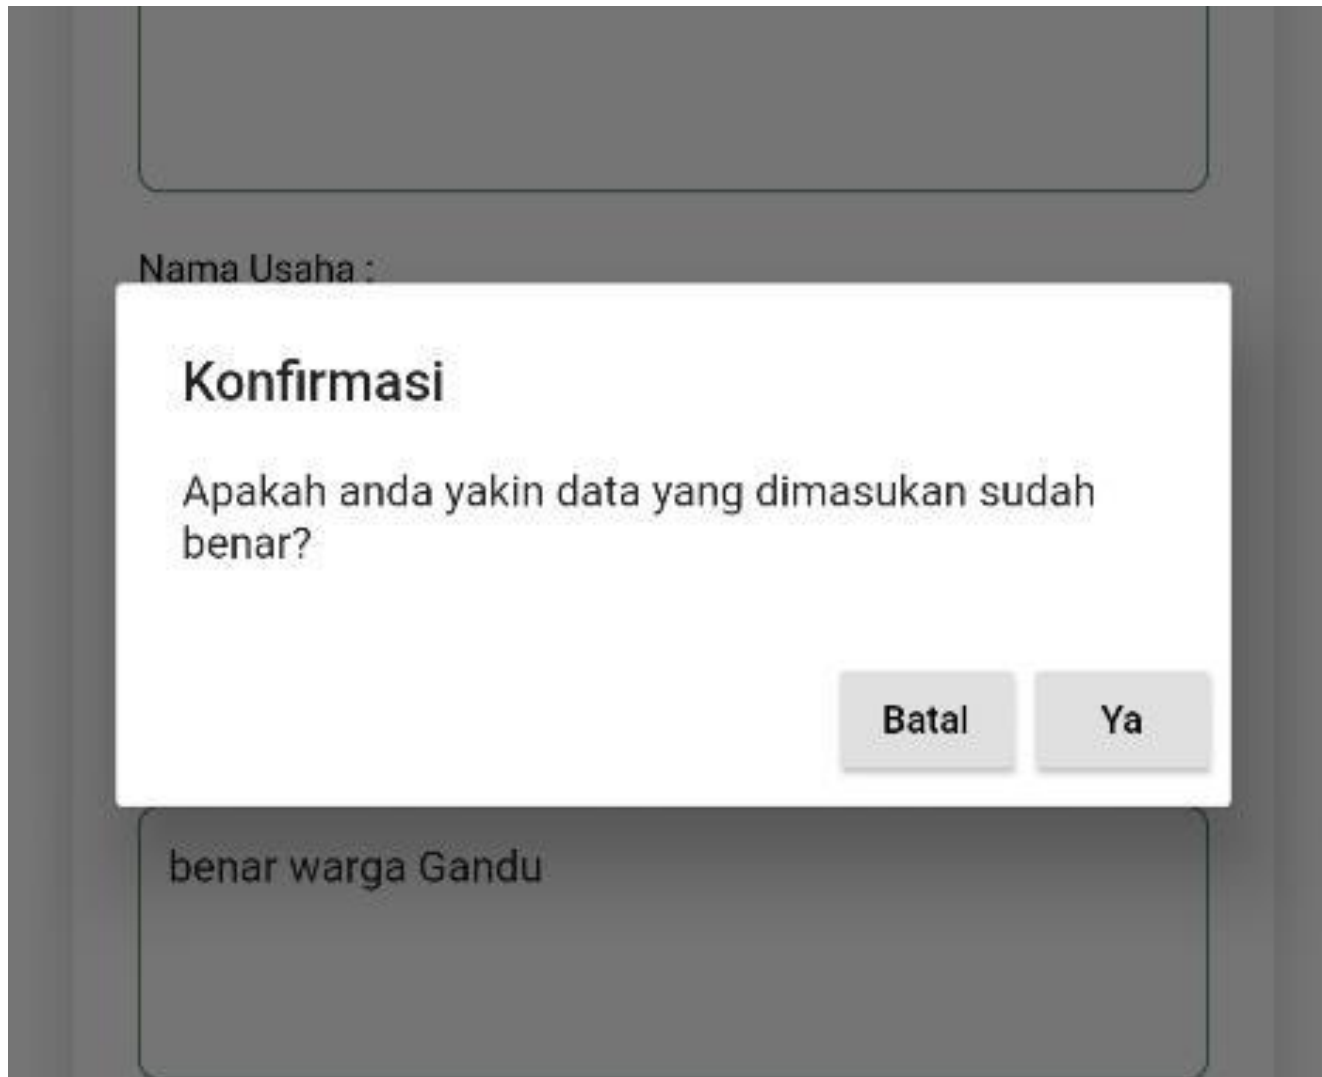 Nama Usaha :
Konfirmasi
Apakah anda yakin data yang dimasukan sudah
benar?
Batal
Ya
benar warga Gandu